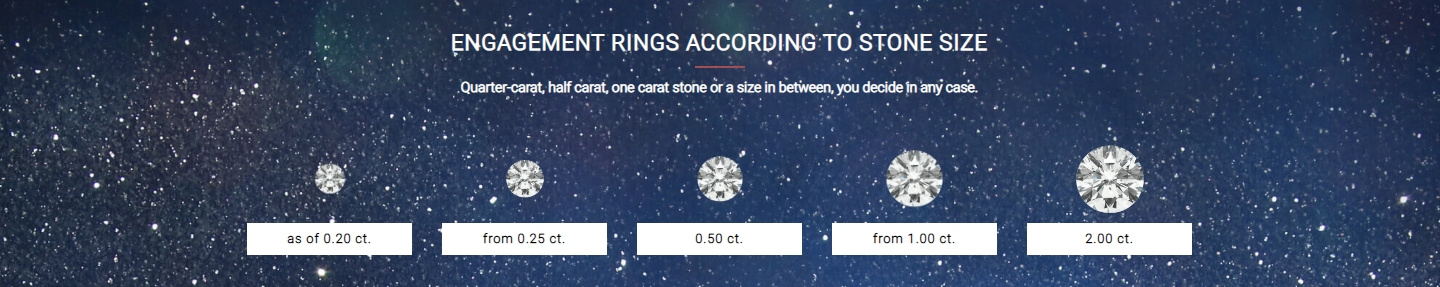 ENGAGEMENT RINGS ACCORDING TO STONE SIZE
Quarter-carat, half carat, one carat stone or a size in between, you decide in any case.
as of 0.20 ct.
from 0.25 ct.
0.50 ct.
from 1.00 ct.
2.00 ct.